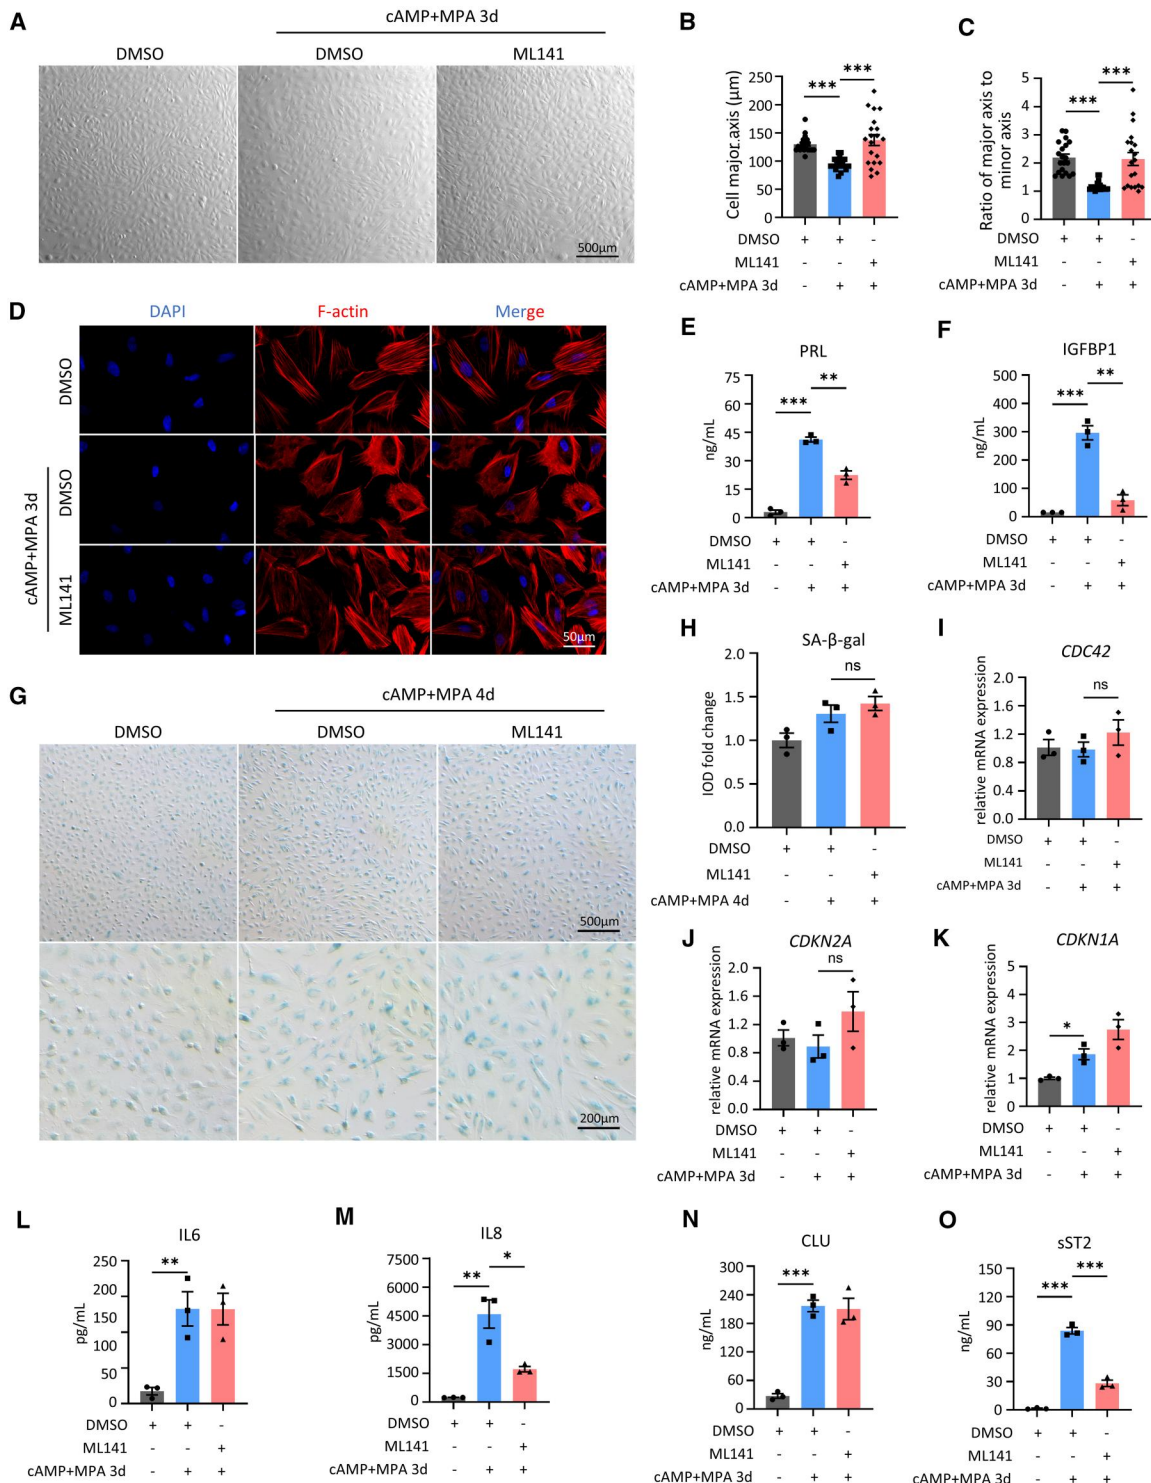 A
cAMP+MPA 3d
DMSO
DMSO
ML141
500μm
B
Cell major.axis (μm)
250
200
150
100
50
0
*** ***
DMSO + + -
ML141 - - +
cAMP+MPA 3d - + +
C
Ratio of major axis to
minor axis
5
4
3
2
1
0
*** ***
+ + -
- - +
- + +
D
DAPI
F-actin
Merge
DMSO
DMSO
ML141
cAMP+MPA 3d
50μm
E
PRL
ng/mL
75
60
45
30
15
0
*** **
DMSO + + -
ML141 - - +
cAMP+MPA 3d - + +
F
IGFBP1
ng/mL
500
400
300
200
100
0
*** **
DMSO + + -
ML141 - - +
cAMP+MPA 3d - + +
G
cAMP+MPA 4d
DMSO
DMSO
ML141
500μm
200μm
H
SA-β-gal
IOD fold change
2.0
1.5
1.0
0.5
0.0
ns
DMSO + + -
ML141 - - +
cAMP+MPA 4d - + +
I
CDC42
relative mRNA expression
2.0
1.6
1.2
0.8
0.4
0.0
ns
DMSO + + -
ML141 - - +
cAMP+MPA 3d - + +
J
CDKN2A
relative mRNA expression
2.0
1.6
1.2
0.8
0.4
0.0
ns
DMSO + + -
ML141 - - +
cAMP+MPA 3d - + +
K
CDKN1A
relative mRNA expression
5
4
3
2
1
0
*
DMSO + + -
ML141 - - +
cAMP+MPA 3d - + +
L
IL6
pg/mL
250
200
150
100
50
0
**
DMSO + + -
ML141 - - +
cAMP+MPA 3d - + +
M
IL8
pg/mL
7500
6000
4500
3000
1500
0
** *
DMSO + + -
ML141 - - +
cAMP+MPA 3d - + +
N
CLU
ng/mL
300
240
180
120
60
0
***
DMSO + + -
ML141 - - +
cAMP+MPA 3d - + +
O
sST2
ng/mL
150
120
90
60
30
0
*** ***
DMSO + + -
ML141 - - +
cAMP+MPA 3d - + +